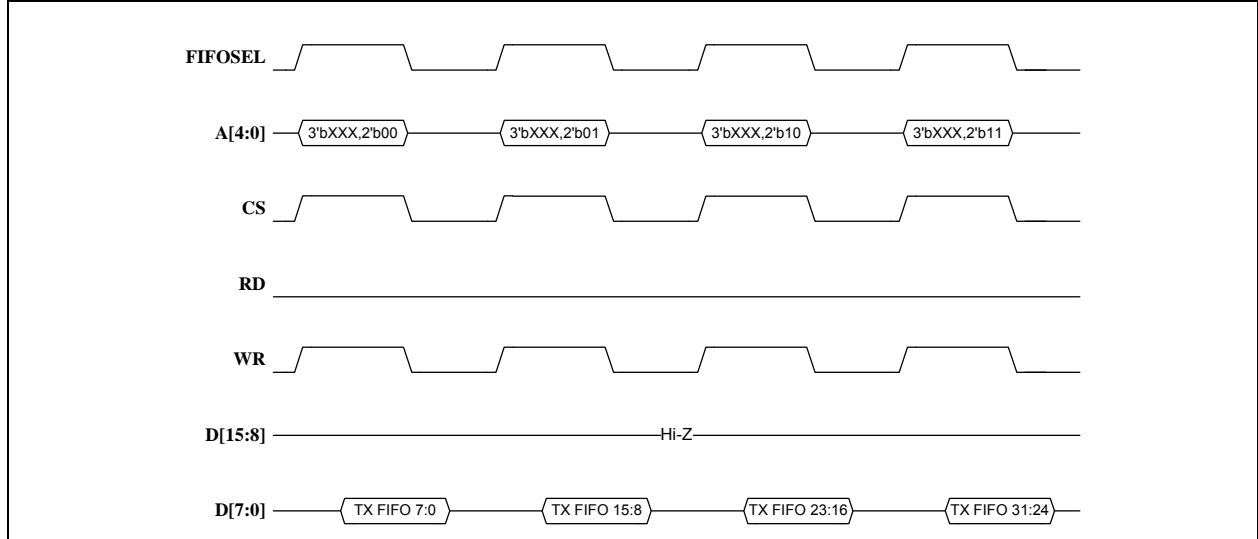 FIFOSEL
A[4:0] 3'bXXX,2'b00 3'bXXX,2'b01 3'bXXX,2'b10 3'bXXX,2'b11
CS
RD
WR
D[15:8] Hi-Z
D[7:0] TX FIFO 7:0 TX FIFO 15:8 TX FIFO 23:16 TX FIFO 31:24